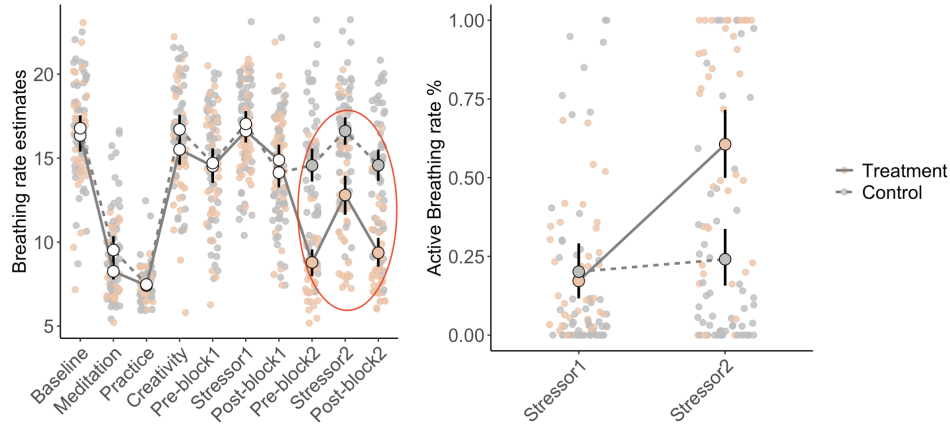 Breathing rate estimates
20
15
10
5
Baseline
Meditation
Practice
Creativity
Pre-block1
Stressor1
Post-block1
Pre-block2
Stressor2
Post-block2
Active Breathing rate %
1.00
0.75
0.50
0.25
0.00
Stressor1
Stressor2
Treatment
Control